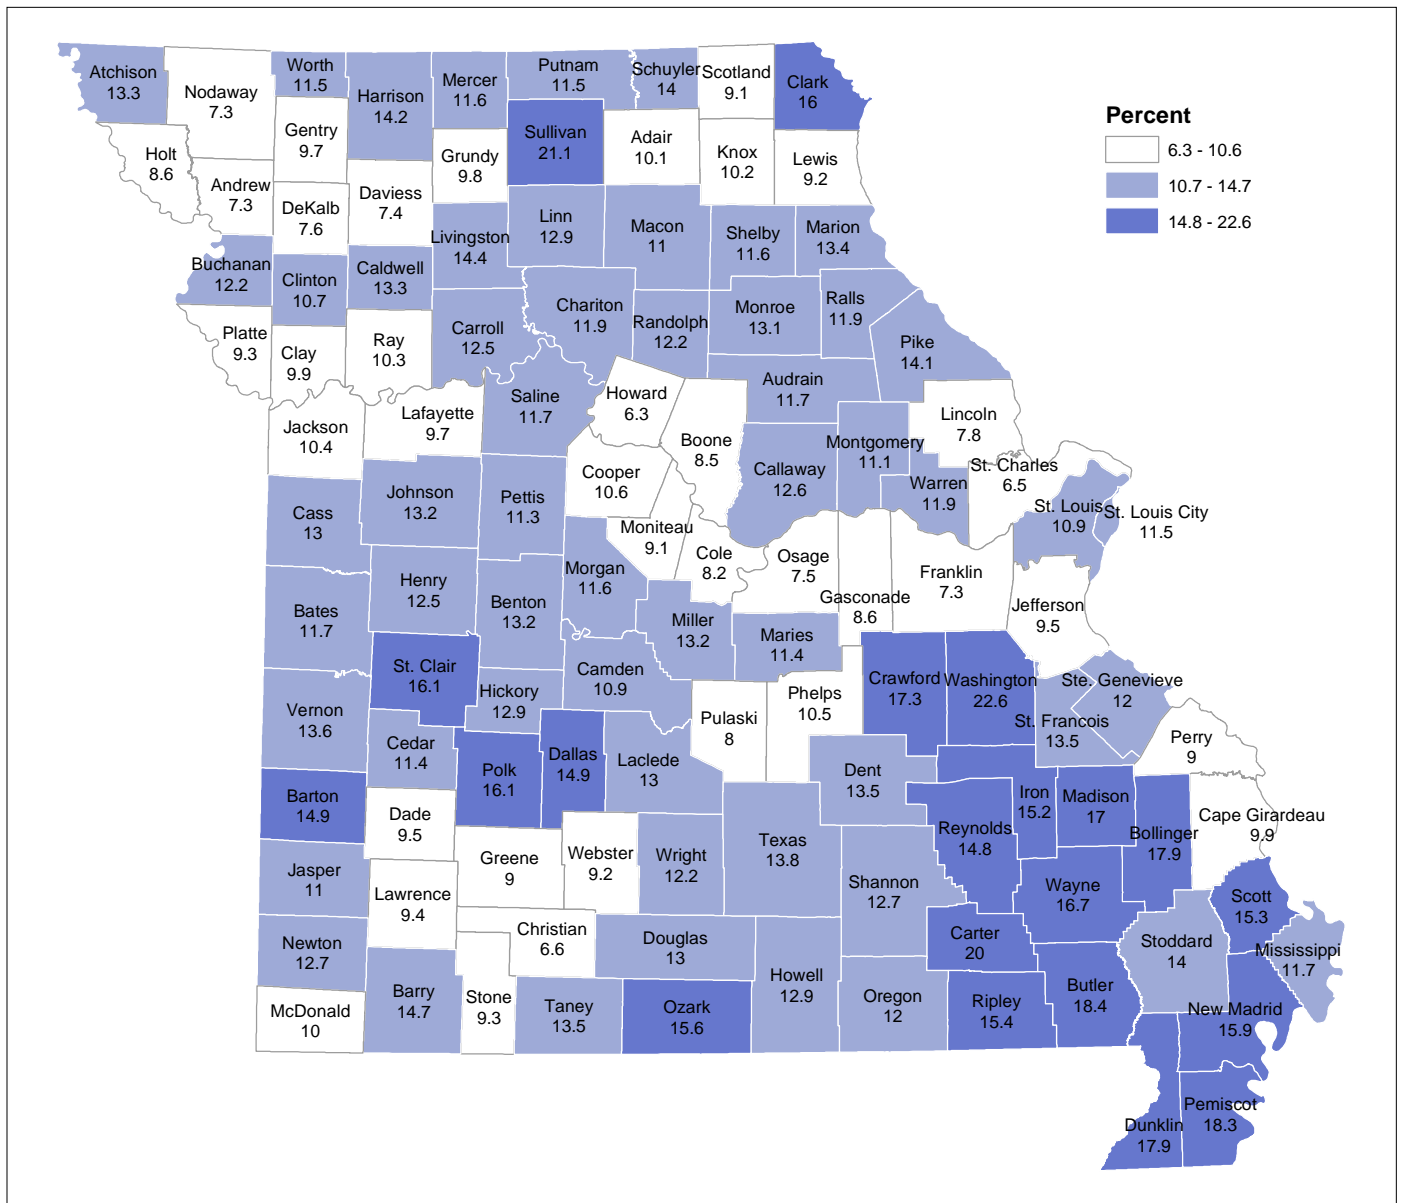 Percent
6.3 - 10.6
10.7 - 14.7
14.8 - 22.6
Atchison
13.3
Nodaway
7.3
Worth
11.5
Harrison
14.2
Mercer
11.6
Putnam
11.5
Schuyler
14
Scotland
9.1
Clark
16
Holt
8.6
Gentry
9.7
Grundy
9.8
Sullivan
21.1
Adair
10.1
Knox
10.2
Lewis
9.2
Andrew
7.3
DeKalb
7.6
Daviess
7.4
Livingston
14.4
Linn
12.9
Macon
11
Shelby
11.6
Marion
13.4
Buchanan
12.2
Clinton
10.7
Caldwell
13.3
Carroll
12.5
Chariton
11.9
Randolph
12.2
Monroe
13.1
Ralls
11.9
Pike
14.1
Platte
9.3
Clay
9.9
Ray
10.3
Saline
11.7
Howard
6.3
Boone
8.5
Audrain
11.7
Lincoln
7.8
Jackson
10.4
Lafayette
9.7
Cooper
10.6
Callaway
12.6
Montgomery
11.1
Warren
11.9
St. Charles
6.5
Cass
13
Johnson
13.2
Pettis
11.3
Moniteau
9.1
Cole
8.2
Osage
7.5
Gasconade
8.6
Franklin
7.3
St. Louis
10.9
St. Louis City
11.5
Jefferson
9.5
Bates
11.7
Henry
12.5
Benton
13.2
Morgan
11.6
Miller
13.2
Maries
11.4
St. Clair
16.1
Hickory
12.9
Camden
10.9
Pulaski
8
Phelps
10.5
Crawford
17.3
Washington
22.6
Ste. Genevieve
12
St. Francois
13.5
Perry
9
Vernon
13.6
Cedar
11.4
Polk
16.1
Dallas
14.9
Laclede
13
Dent
13.5
Iron
15.2
Madison
17
Bollinger
17.9
Cape Girardeau
9.9
Barton
14.9
Dade
9.5
Greene
9
Webster
9.2
Wright
12.2
Texas
13.8
Reynolds
14.8
Shannon
12.7
Wayne
16.7
Scott
15.3
Jasper
11
Lawrence
9.4
Christian
6.6
Douglas
13
Carter
20
Stoddard
14
Mississippi
11.7
Newton
12.7
Barry
14.7
Stone
9.3
Taney
13.5
Ozark
15.6
Howell
12.9
Oregon
12
Ripley
15.4
Butler
18.4
New Madrid
15.9
McDonald
10
Dunklin
17.9
Pemiscot
18.3